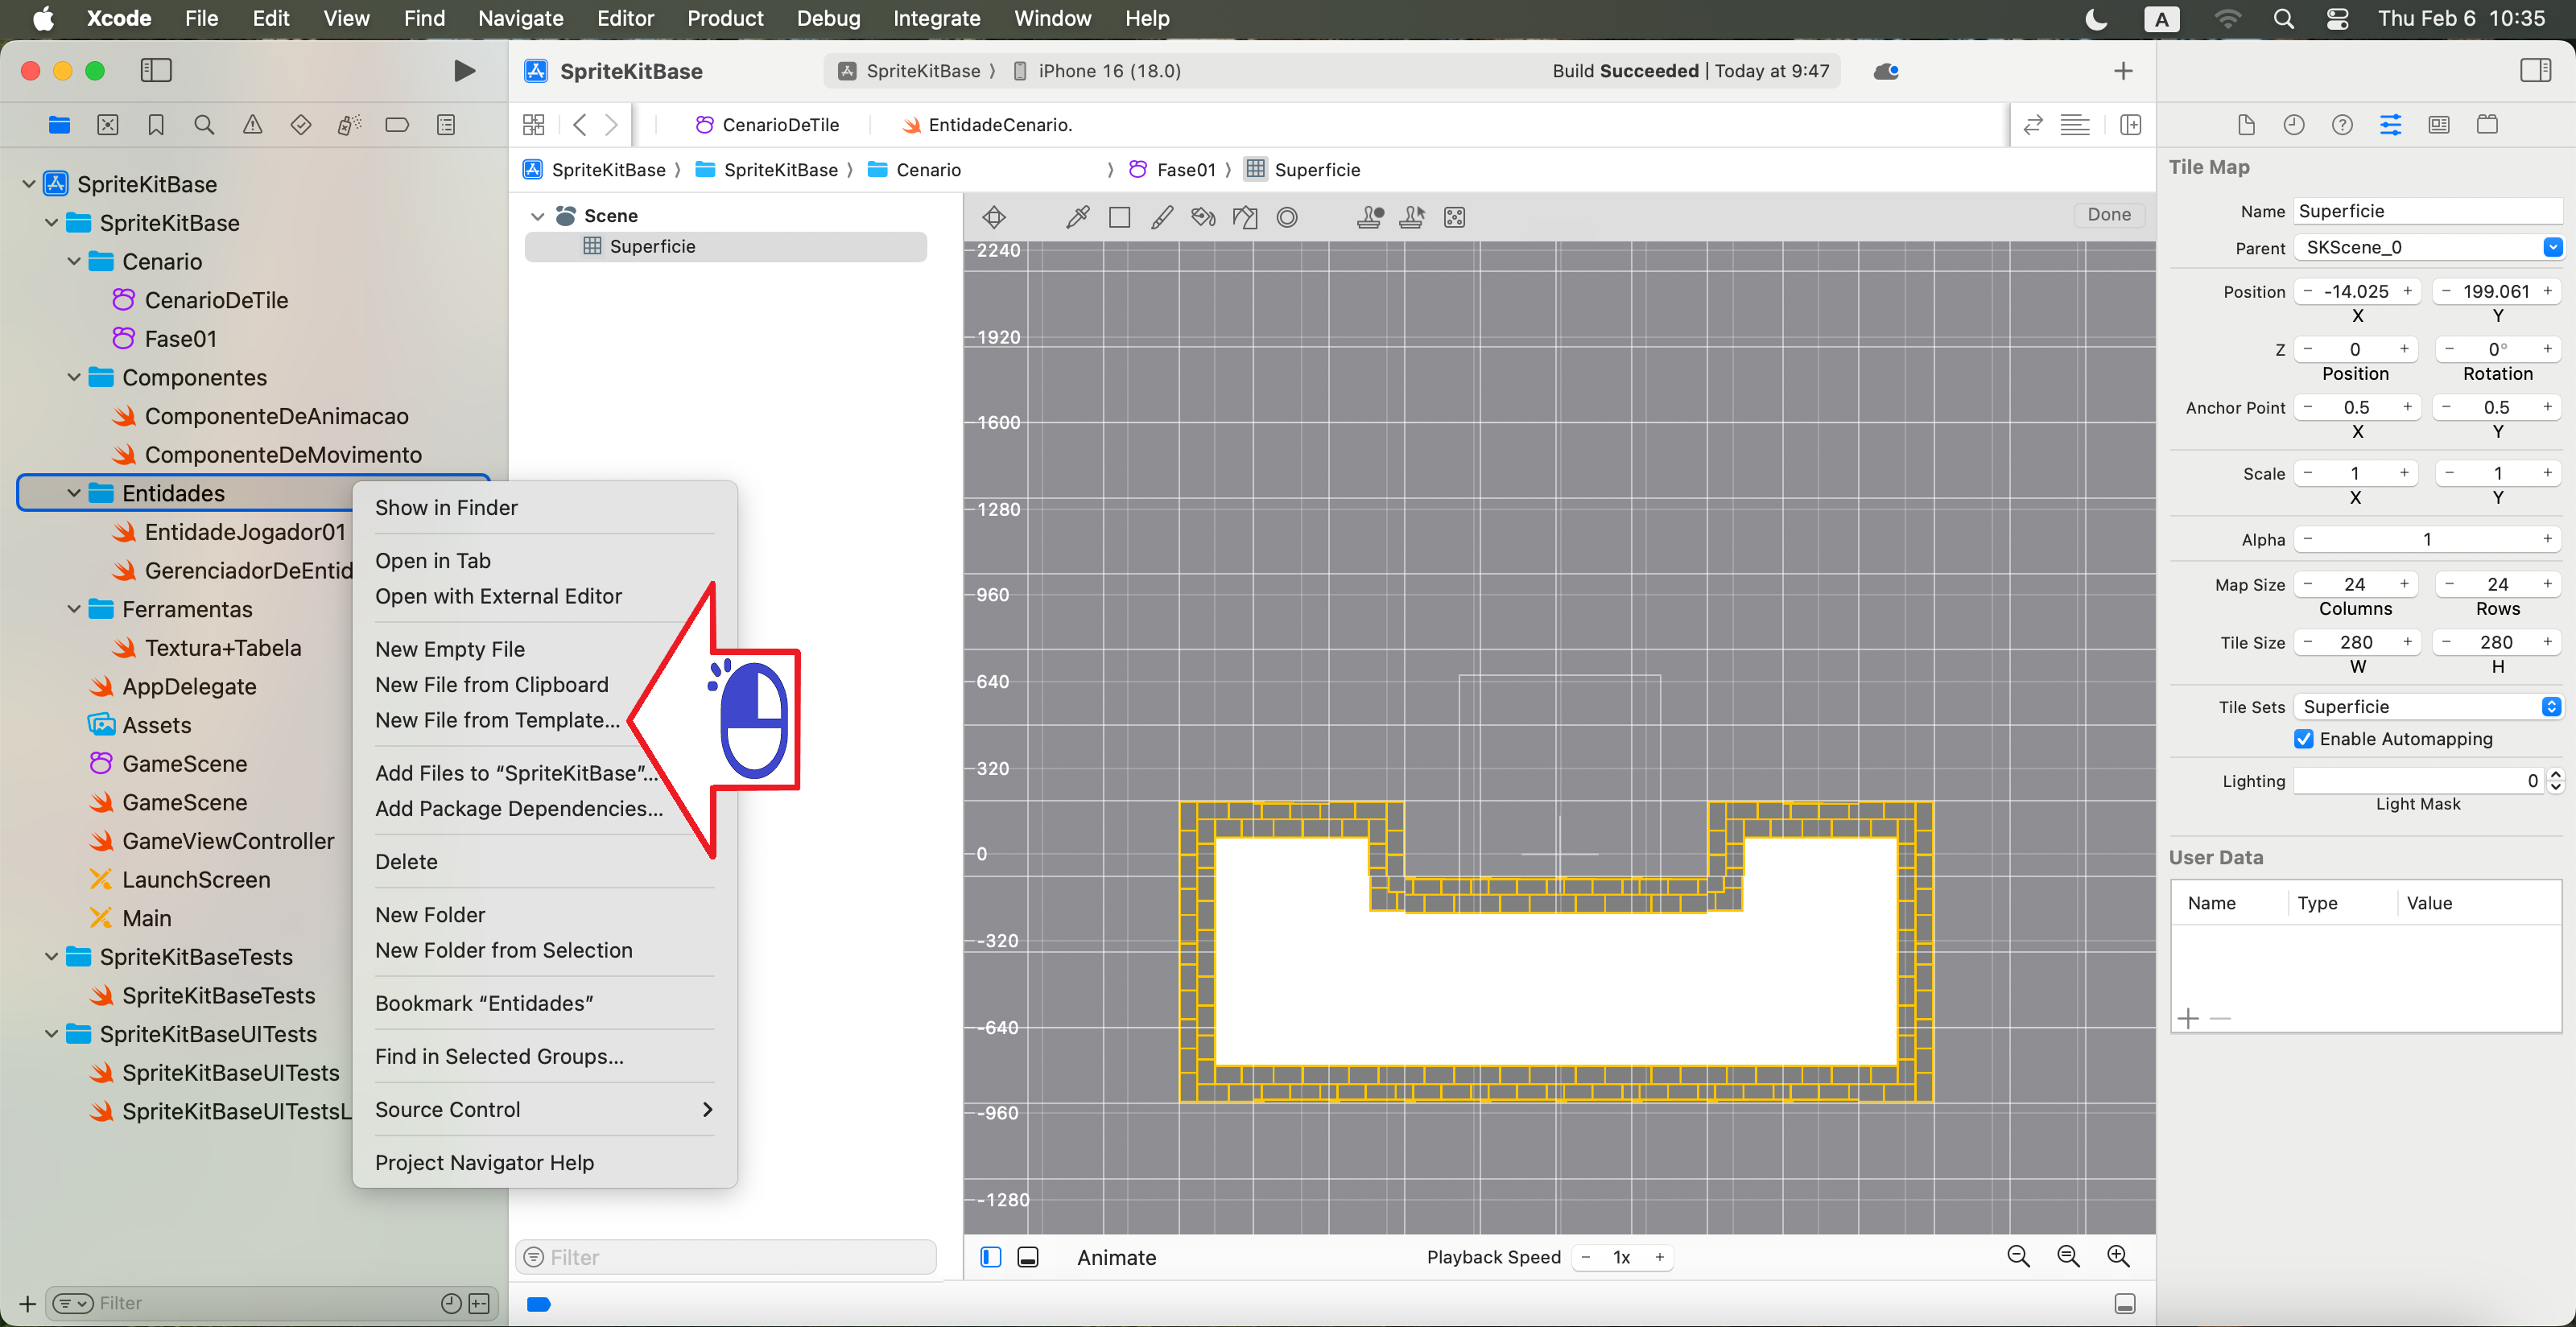 Xcode File Edit View Find Navigate Editor Product Debug Integrate Window Help A Thu Feb 6 10:35
SpriteKitBase SpriteKitBase 〉 iPhone 16 (18.0) Build Succeeded | Today at 9:47
CenarioDeTile EntidadeCenario.
SpriteKitBase 〉 SpriteKitBase 〉 Cenario 〉 Fase01 〉 Superficie
SpriteKitBase
SpriteKitBase
Cenario
CenarioDeTile
Fase01
Componentes
ComponenteDeAnimacao
ComponenteDeMovimento
Entidades
EntidadeJogador01
GerenciadorDeEntid
Ferramentas
Textura+Tabela
AppDelegate
Assets
GameScene
GameScene
GameViewController
LaunchScreen
Main
SpriteKitBaseTests
SpriteKitBaseTests
SpriteKitBaseUITests
SpriteKitBaseUITests
SpriteKitBaseUITestsL
Filter
Show in Finder
Open in Tab
Open with External Editor
New Empty File
New File from Clipboard
New File from Template...
Add Files to “SpriteKitBase”...
Add Package Dependencies...
Delete
New Folder
New Folder from Selection
Bookmark “Entidades”
Find in Selected Groups...
Source Control
Project Navigator Help
Scene
Superficie
Filter
Done
2240
1920
1600
1280
960
640
320
0
-320
-640
-960
-1280
Animate Playback Speed - 1x +
Tile Map
Name Superficie
Parent SKScene_0
Position - -14.025 + - 199.061 +
X Y
Z - 0 + - 0° +
Position Rotation
Anchor Point - 0.5 + - 0.5 +
X Y
Scale - 1 + - 1 +
X Y
Alpha - 1 +
Map Size - 24 + - 24 +
Columns Rows
Tile Size - 280 + - 280 +
W H
Tile Sets Superficie
Enable Automapping
Lighting 0
Light Mask
User Data
Name Type Value